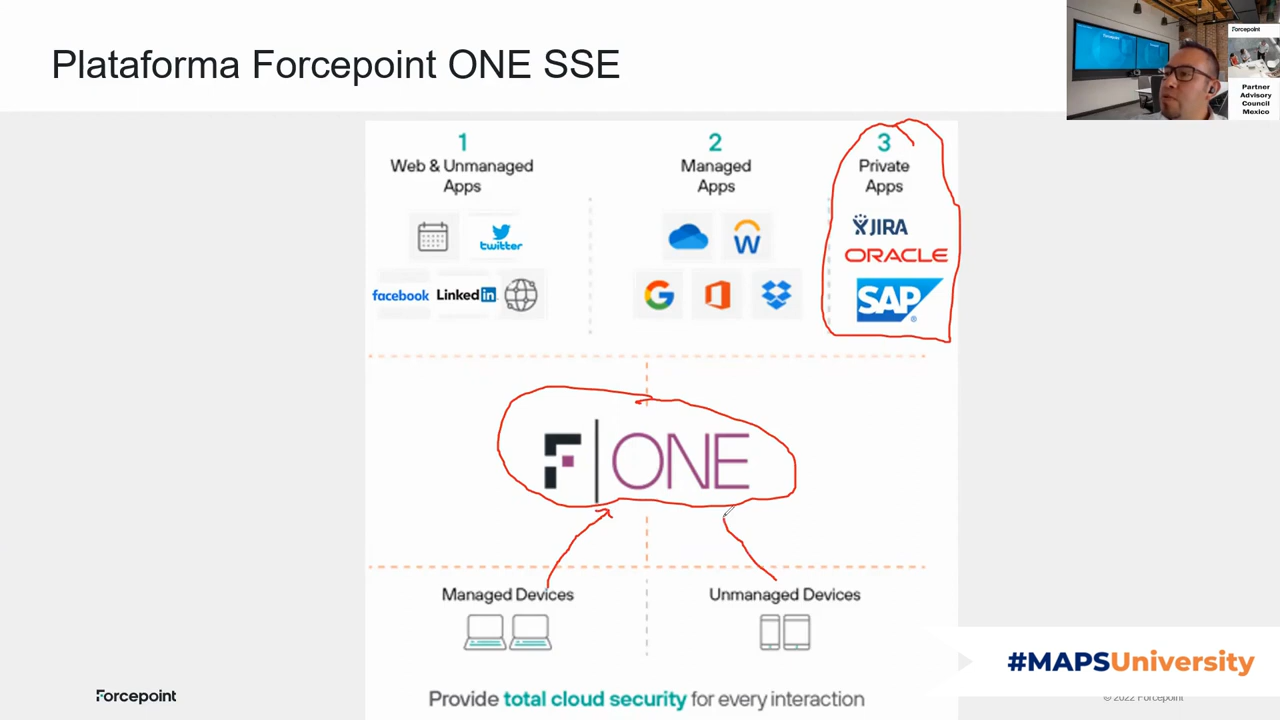 Plataforma Forcepoint ONE SSE
Forcepoint
Partner
Advisory
Council
Mexico
1
Web & Unmanaged
Apps
2
Managed
Apps
3
Private
Apps
twitter
facebook
LinkedIn
W
G
JIRA
ORACLE
SAP®
F|ONE
Managed Devices
Unmanaged Devices
#MAPSUniversity
Forcepoint
Provide total cloud security for every interaction
© 2022 Forcepoint